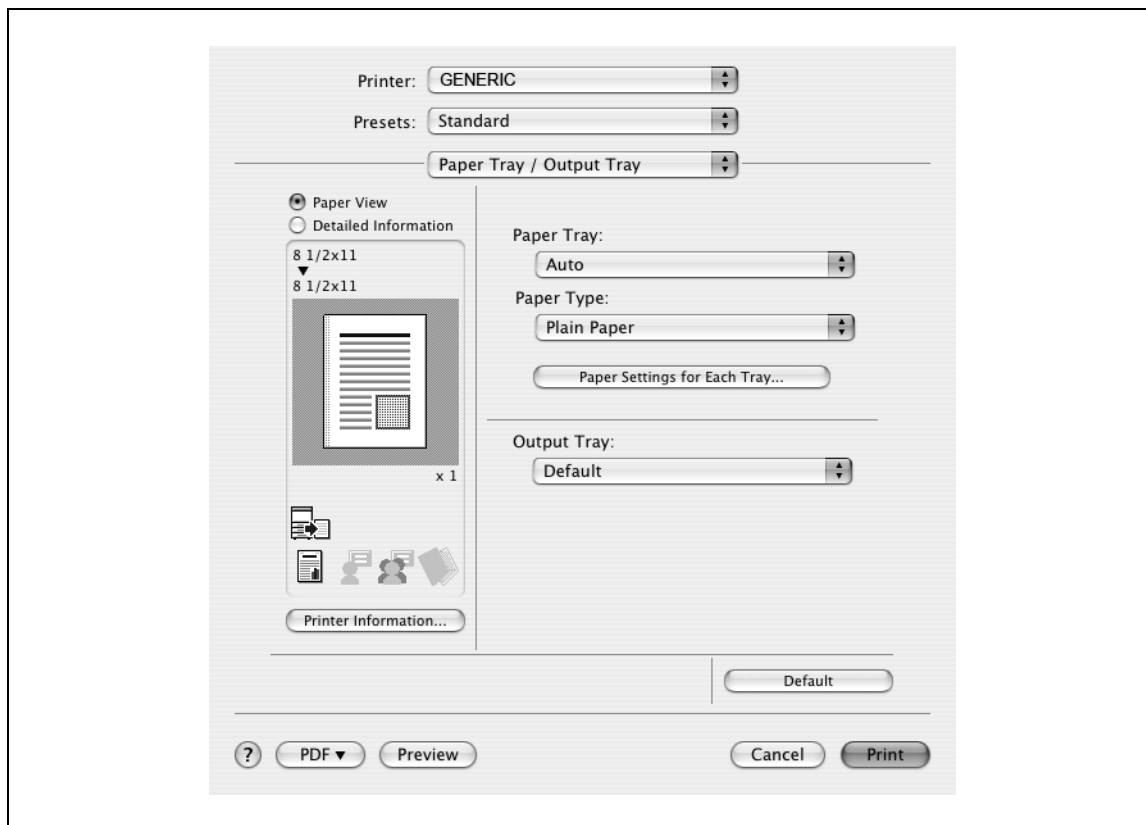 Printer: GENERIC
Presets: Standard
Paper Tray / Output Tray
Paper View
Detailed Information
8 1/2x11
8 1/2x11
x 1
Printer Information...
Paper Tray:
Auto
Paper Type:
Plain Paper
Paper Settings for Each Tray...
Output Tray:
Default
Default
? PDF▼ Preview Cancel Print